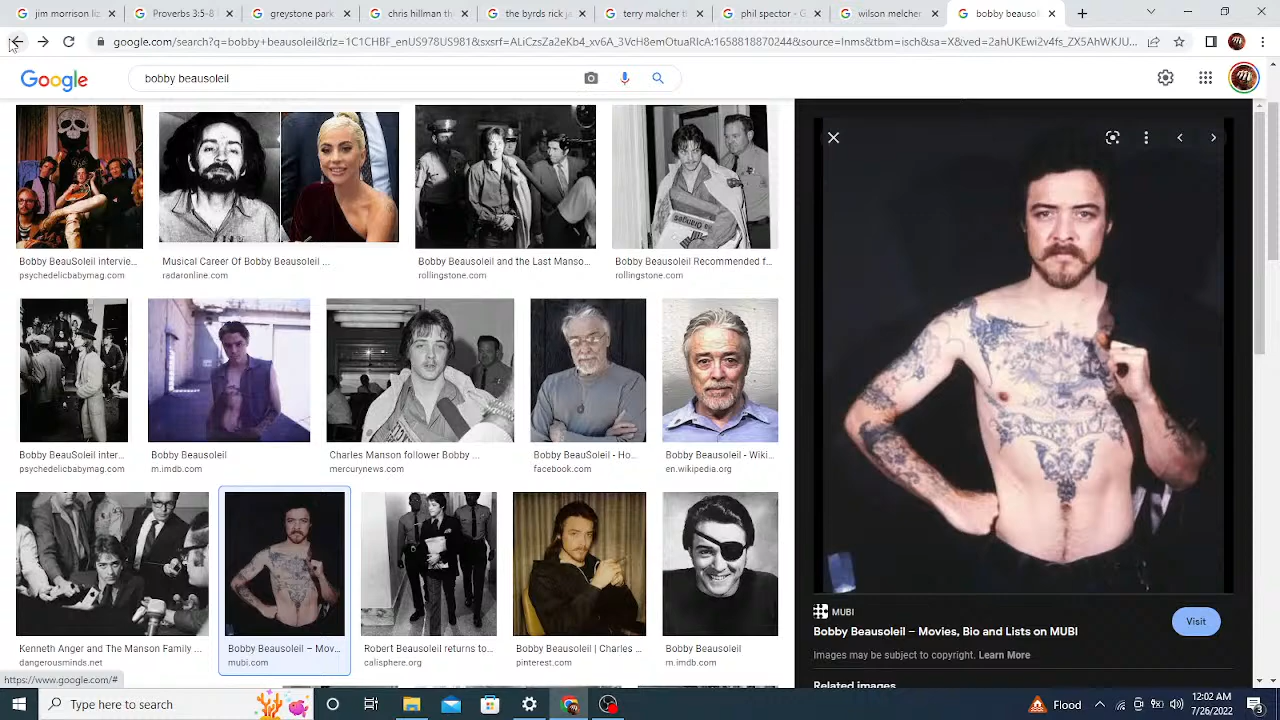 jim morrison lic
Proverbs 3:5-8
greystone park
chris hillman th
the byrds rick je
terry malcher th
phil spector - G
wilson melcher
bobby beausol
google.com/search?q=bobby+beausoleil&rlz=1C1CHBF_enUS978US981&sxsrf=ALiCzsZa2eKb4_xv6A_3VcH8emOtuaRlcA:1658818870244&source=lnms&tbm=isch&sa=X&ved=2ahUKEwi2v4fs_ZX5AhWKJU...
Google
bobby beausoleil
Bobby BeauSoleil intervie...
psychedelicbabymag.com
Musical Career Of Bobby Beausoleil ...
radaronline.com
Bobby Beausoleil and the Last Manso...
rollingstone.com
Bobby Beausoleil Recommended f...
rollingstone.com
Bobby BeauSoleil inter...
psychedelicbabymag.com
Bobby Beausoleil
m.imdb.com
Charles Manson follower Bobby ...
mercurynews.com
Bobby BeauSoleil - Ho...
facebook.com
Bobby Beausoleil - Wiki...
en.wikipedia.org
Kenneth Anger and The Manson Family ...
dangerousminds.net
Bobby Beausoleil – Mov...
mubi.com
Robert Beausoleil returns to...
calisphere.org
Bobby Beausoleil | Charles ...
pinterest.com
Bobby Beausoleil
m.imdb.com
MUBI
Bobby Beausoleil – Movies, Bio and Lists on MUBI
Visit
Images may be subject to copyright. Learn More
Related images
https://www.google.com/#
Type here to search
Flood
12:02 AM
7/26/2022